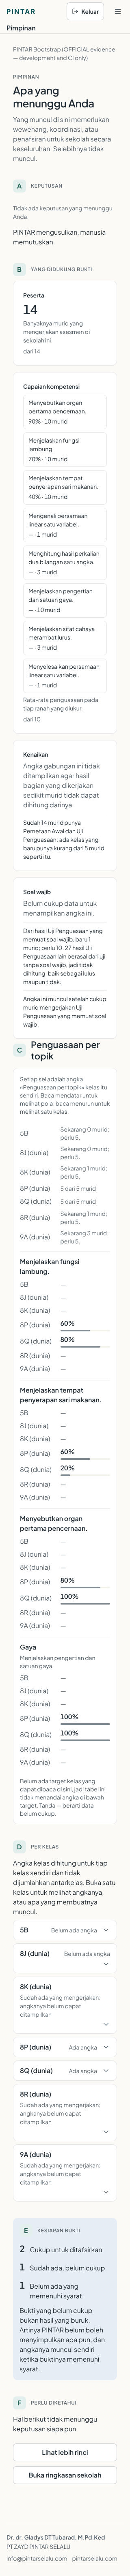 PINTAR
Keluar
Pimpinan
PINTAR Bootstrap (OFFICIAL evidence
— development and CI only)
PIMPINAN
Apa yang
menunggu Anda
Yang muncul di sini memerlukan
wewenang, koordinasi, atau
penafsiran untuk sekolah secara
keseluruhan. Selebihnya tidak
muncul.
A KEPUTUSAN
Tidak ada keputusan yang menunggu
Anda.
PINTAR mengusulkan, manusia
memutuskan.
B YANG DIDUKUNG BUKTI
Peserta
14
Banyaknya murid yang
mengerjakan asesmen di
sekolah ini.
dari 14
Capaian kompetensi
Menyebutkan organ
pertama pencernaan.
90% · 10 murid
Menjelaskan fungsi
lambung.
70% · 10 murid
Menjelaskan tempat
penyerapan sari makanan.
40% · 10 murid
Mengenali persamaan
linear satu variabel.
— · 1 murid
Menghitung hasil perkalian
dua bilangan satu angka.
— · 3 murid
Menjelaskan pengertian
dan satuan gaya.
— · 10 murid
Menjelaskan sifat cahaya
merambat lurus.
— · 3 murid
Menyelesaikan persamaan
linear satu variabel.
— · 1 murid
Rata-rata penguasaan pada
tiap ranah yang diukur.
dari 10
Kenaikan
Angka gabungan ini tidak
ditampilkan agar hasil
bagian yang dikerjakan
sedikit murid tidak dapat
dihitung darinya.
Sudah 14 murid punya
Pemetaan Awal dan Uji
Penguasaan; ada kelas yang
baru punya kurang dari 5 murid
seperti itu.
Soal wajib
Belum cukup data untuk
menampilkan angka ini.
Dari hasil Uji Penguasaan yang
memuat soal wajib, baru 1
murid; perlu 10. 27 hasil Uji
Penguasaan lain berasal dari uji
tanpa soal wajib, jadi tidak
dihitung, baik sebagai lulus
maupun tidak.
Angka ini muncul setelah cukup
murid mengerjakan Uji
Penguasaan yang memuat soal
wajib.
C Penguasaan per
topik
Setiap sel adalah angka
«Penguasaan per topik» kelas itu
sendiri. Baca mendatar untuk
melihat pola, baca menurun untuk
melihat satu kelas.
5B Sekarang 0 murid;
perlu 5.
8J (dunia) Sekarang 0 murid;
perlu 5.
8K (dunia) Sekarang 1 murid;
perlu 5.
8P (dunia) 5 dari 5 murid
8Q (dunia) 5 dari 5 murid
8R (dunia) Sekarang 1 murid;
perlu 5.
9A (dunia) Sekarang 3 murid;
perlu 5.
Menjelaskan fungsi
lambung.
5B —
8J (dunia) —
8K (dunia) —
8P (dunia) 60%
8Q (dunia) 80%
8R (dunia) —
9A (dunia) —
Menjelaskan tempat
penyerapan sari makanan.
5B —
8J (dunia) —
8K (dunia) —
8P (dunia) 60%
8Q (dunia) 20%
8R (dunia) —
9A (dunia) —
Menyebutkan organ
pertama pencernaan.
5B —
8J (dunia) —
8K (dunia) —
8P (dunia) 80%
8Q (dunia) 100%
8R (dunia) —
9A (dunia) —
Gaya
Menjelaskan pengertian dan
satuan gaya.
5B —
8J (dunia) —
8K (dunia) —
8P (dunia) 100%
8Q (dunia) 100%
8R (dunia) —
9A (dunia) —
Belum ada target kelas yang
dapat dibaca di sini, jadi tabel ini
tidak menandai angka di bawah
target. Tanda — berarti data
belum cukup.
D PER KELAS
Angka kelas dihitung untuk tiap
kelas sendiri dan tidak
dijumlahkan antarkelas. Buka satu
kelas untuk melihat angkanya,
atau apa yang membuatnya
muncul.
5B Belum ada angka
8J (dunia) Belum ada angka
8K (dunia)
Sudah ada yang mengerjakan:
angkanya belum dapat
ditampilkan
8P (dunia) Ada angka
8Q (dunia) Ada angka
8R (dunia)
Sudah ada yang mengerjakan:
angkanya belum dapat
ditampilkan
9A (dunia)
Sudah ada yang mengerjakan:
angkanya belum dapat
ditampilkan
E KESIAPAN BUKTI
2 Cukup untuk ditafsirkan
1 Sudah ada, belum cukup
1 Belum ada yang
memenuhi syarat
Bukti yang belum cukup
bukan hasil yang buruk.
Artinya PINTAR belum boleh
menyimpulkan apa pun, dan
angkanya muncul sendiri
ketika buktinya memenuhi
syarat.
F PERLU DIKETAHUI
Hal berikut tidak menunggu
keputusan siapa pun.
Lihat lebih rinci
Buka ringkasan sekolah
Dr. dr. Gladys DT Tubarad,.M.Pd.Ked
PT ZAYD PINTAR SELALU
info@pintarselalu.com pintarselalu.com